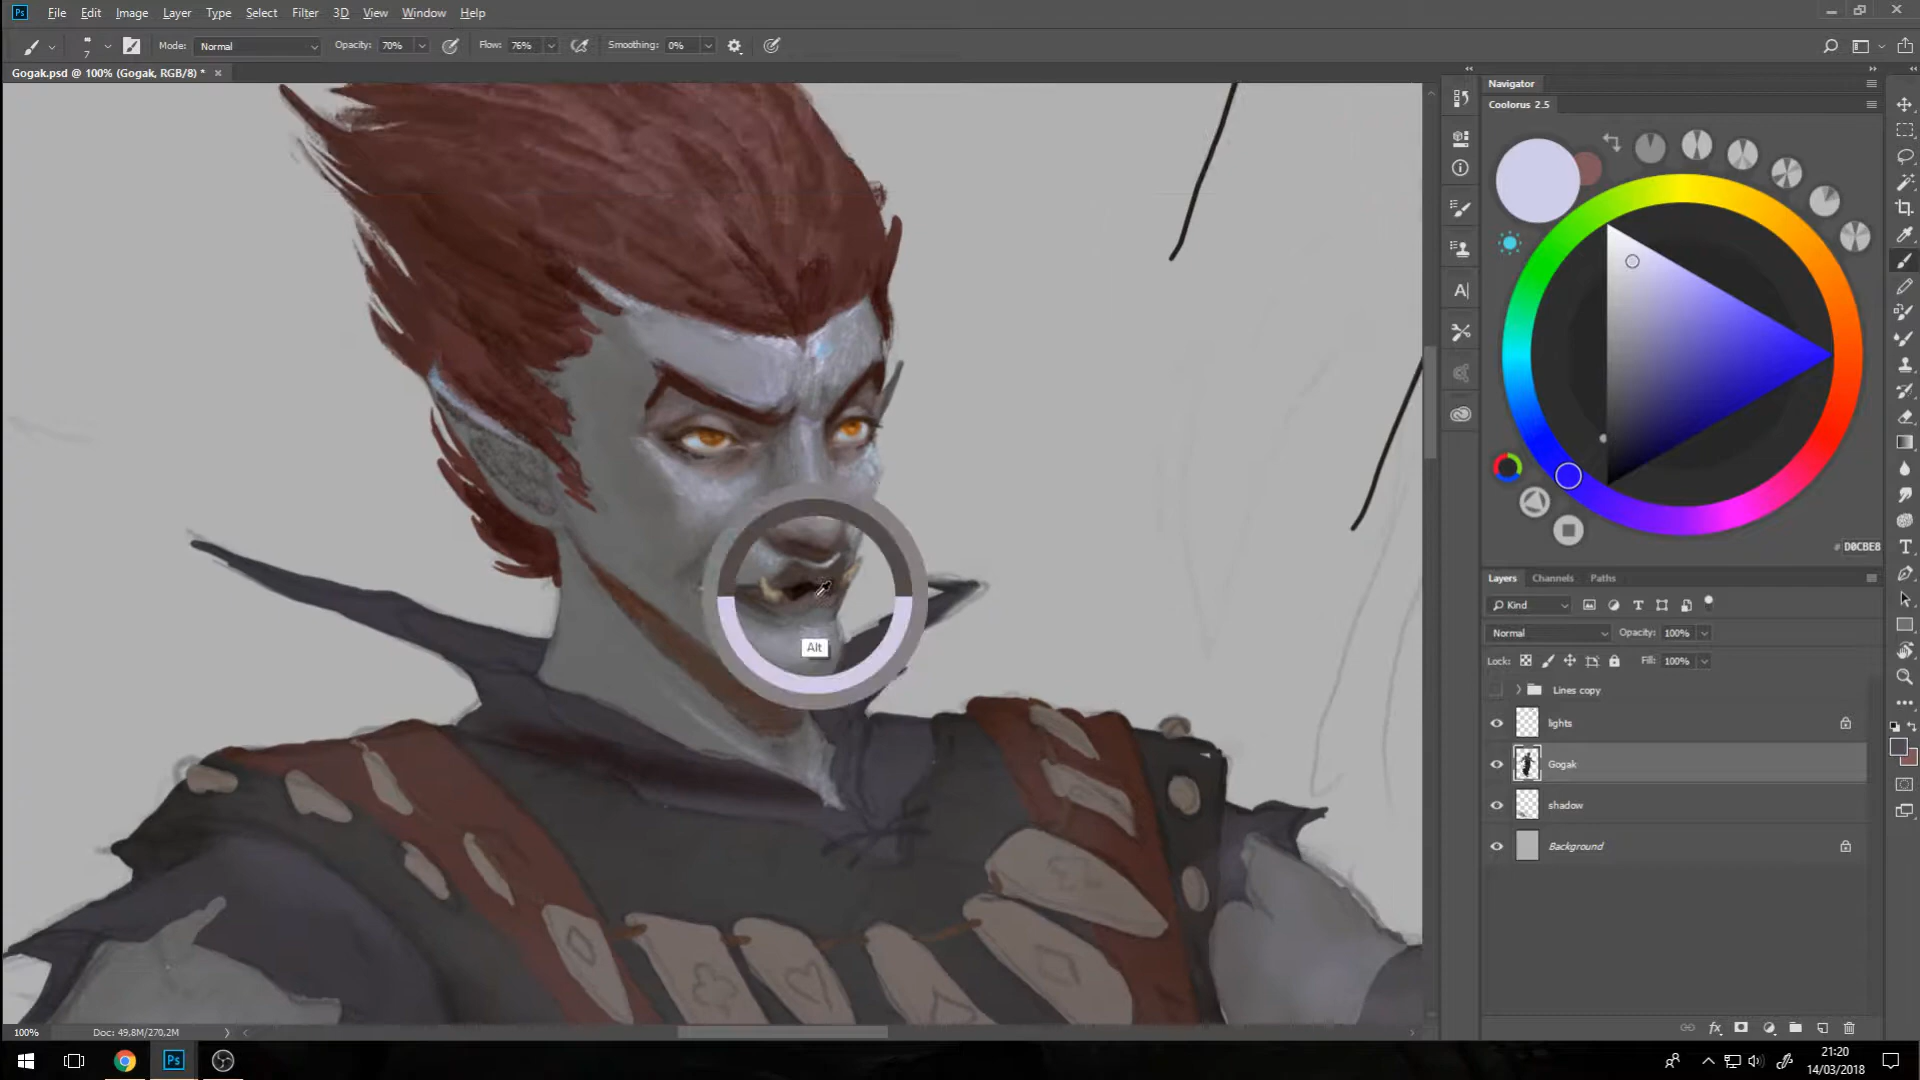 Ps File Edit Image Layer Type Select Filter 3D View Window Help
7 Mode: Normal Opacity: 70% Flow: 76% Smoothing: 0%
Gogak.psd @ 100% (Gogak, RGB/8) * ×
Navigator
Coolorus 2.5
# D0CBE8
Layers Channels Paths
Kind
Normal Opacity: 100%
Lock: Fill: 100%
Lines copy
lights
Gogak
shadow
Background
Alt
100% Doc: 49,8M/270,2M
Ps
21:20
14/03/2018